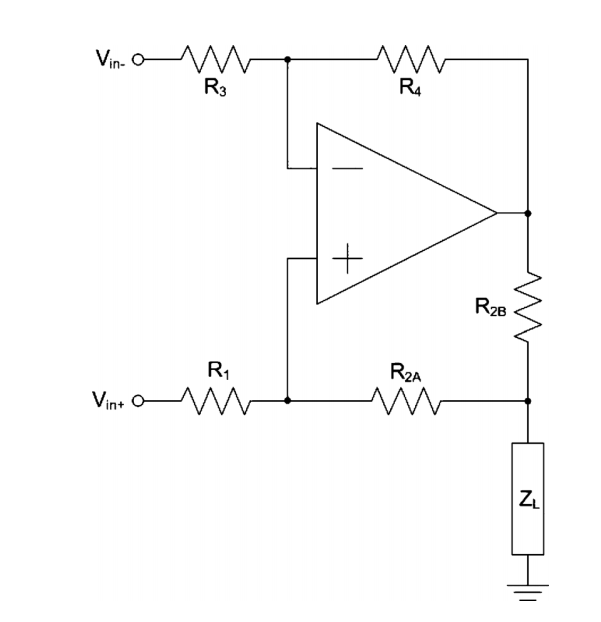 Vin-
R3
R4
R2B
R1
R2A
Vin+
ZL